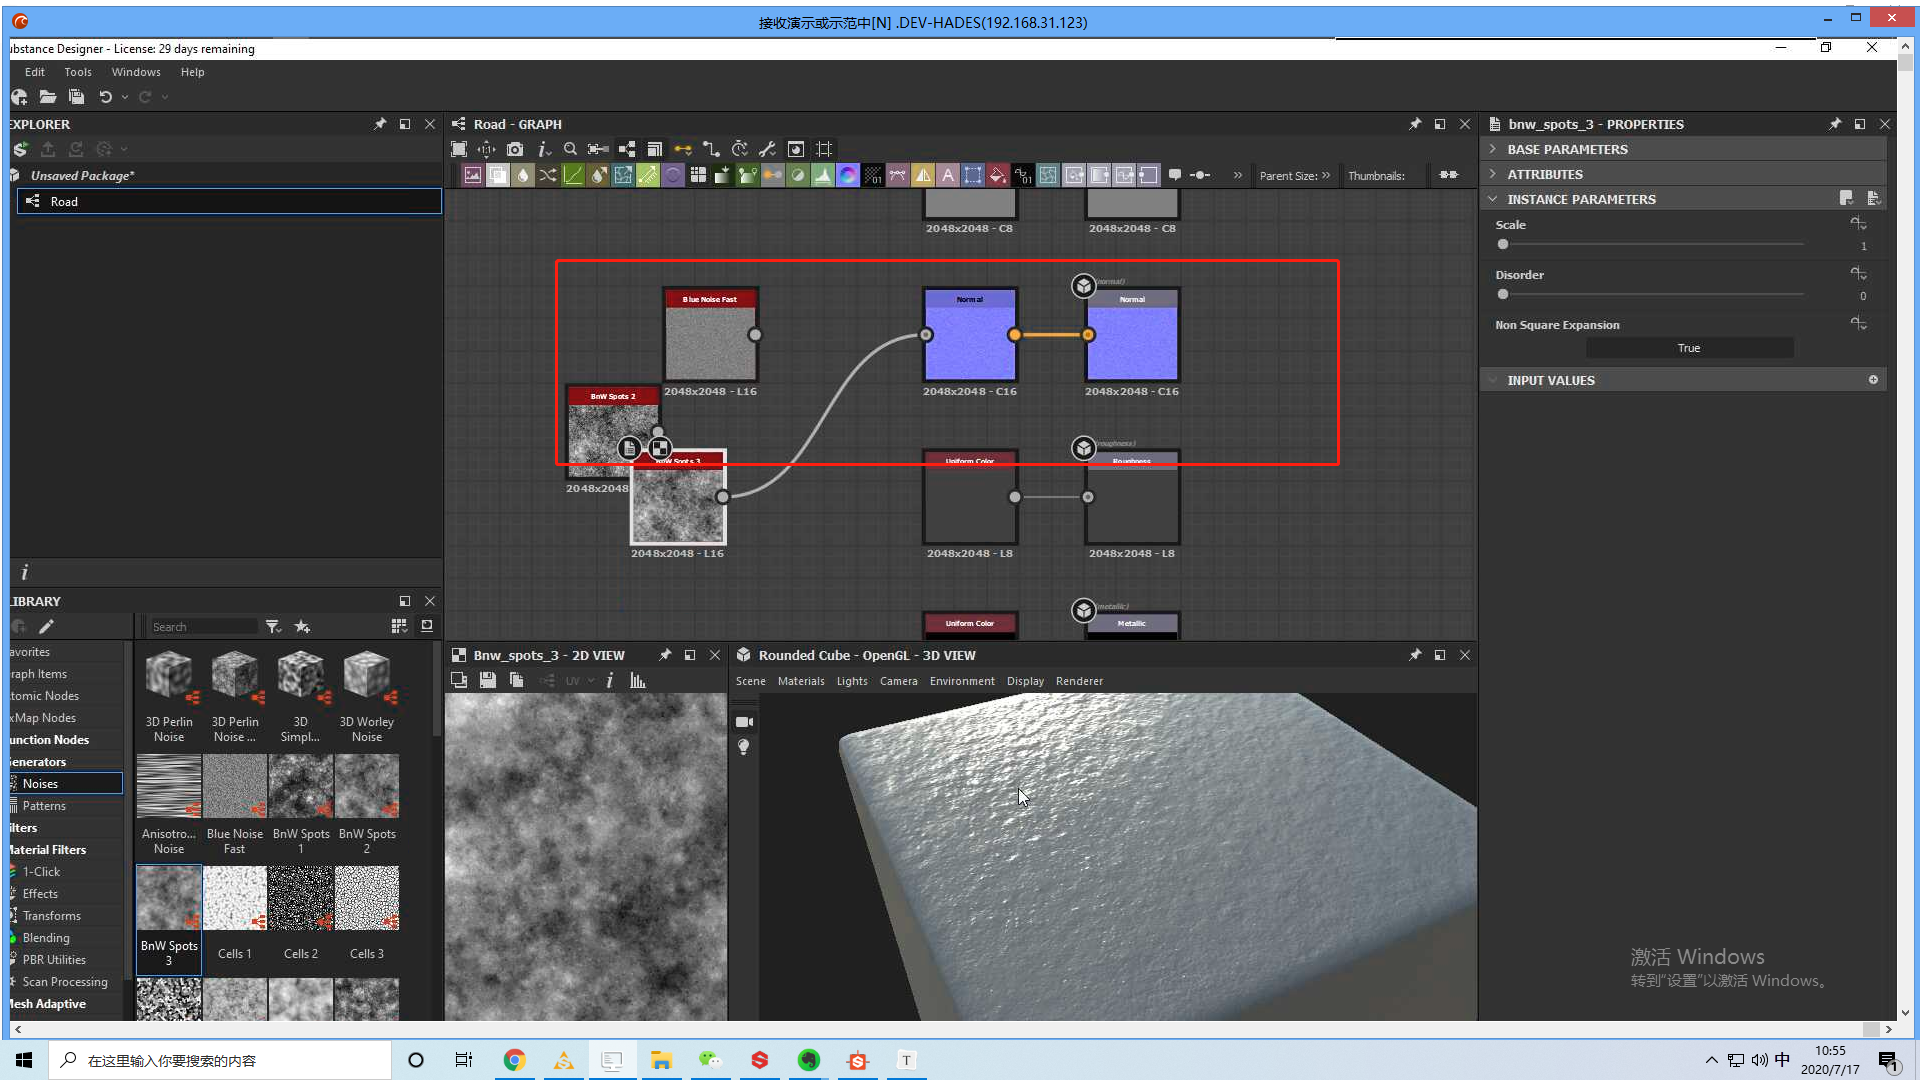 接收演示或示范中[N] .DEV-HADES(192.168.31.123)
ubstance Designer - License: 29 days remaining
Edit Tools Windows Help
EXPLORER
Unsaved Package*
Road
Road - GRAPH
Parent Size: »
Thumbnails:
2048x2048 - C8
2048x2048 - C8
Blue Noise Fast
2048x2048 - L16
Normal
2048x2048 - C16
(normal)
Normal
2048x2048 - C16
BnW Spots 2
2048x2048
BnW Spots 3
2048x2048 - L16
Uniform Color
2048x2048 - L8
(roughness)
Roughness
2048x2048 - L8
Uniform Color
(metallic)
Metallic
bnw_spots_3 - PROPERTIES
BASE PARAMETERS
ATTRIBUTES
INSTANCE PARAMETERS
Scale
1
Disorder
0
Non Square Expansion
True
INPUT VALUES
LIBRARY
Search
avorites
raph Items
tomic Nodes
xMap Nodes
unction Nodes
enerators
Noises
Patterns
ilters
Material Filters
1-Click
Effects
Transforms
Blending
PBR Utilities
Scan Processing
Mesh Adaptive
3D Perlin Noise
3D Perlin Noise ...
3D Simpl...
3D Worley Noise
Anisotro... Noise
Blue Noise Fast
BnW Spots 1
BnW Spots 2
BnW Spots 3
Cells 1
Cells 2
Cells 3
Bnw_spots_3 - 2D VIEW
UV
Rounded Cube - OpenGL - 3D VIEW
Scene Materials Lights Camera Environment Display Renderer
激活 Windows
转到"设置"以激活 Windows。
在这里输入你要搜索的内容
中
10:55
2020/7/17
1